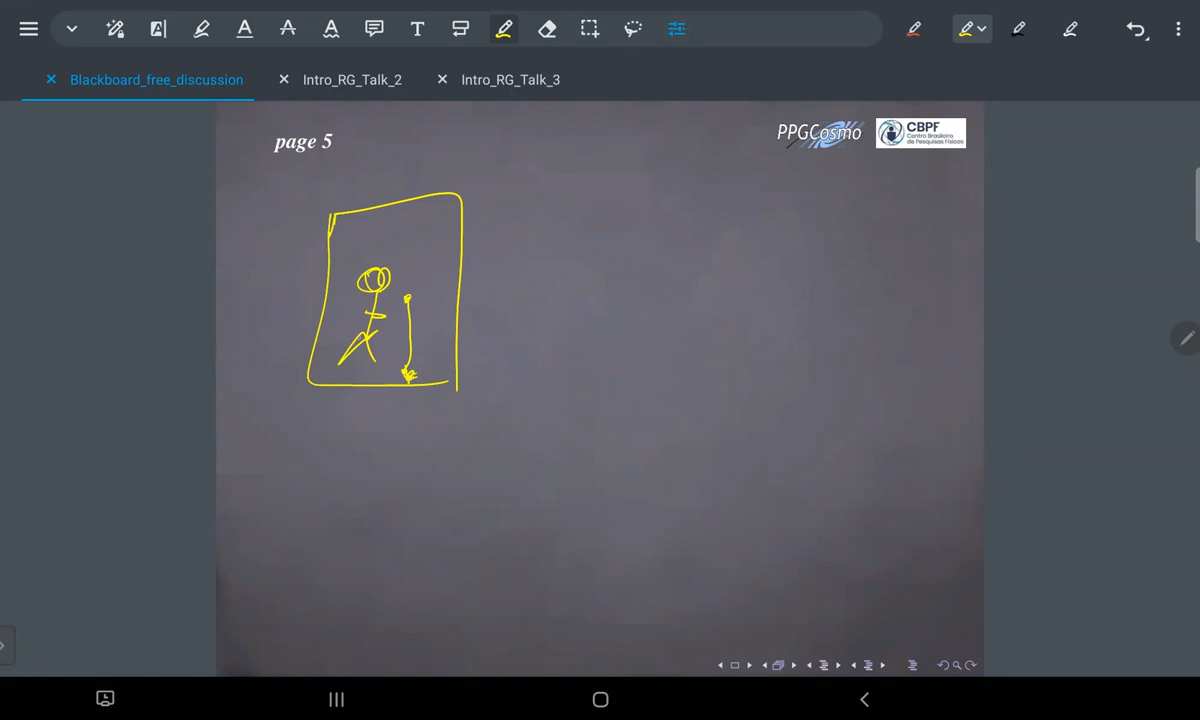 Blackboard_free_discussion
Intro_RG_Talk_2
Intro_RG_Talk_3
page 5
PPGCosmo
CBPF
Centro Brasileiro
de Pesquisas Físicas